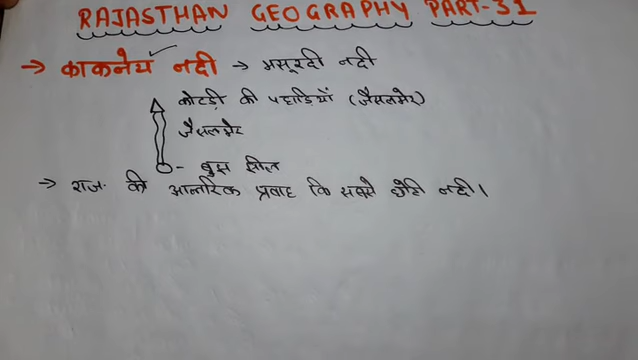 RAJASTHAN GEOGRAPHY PART-31
→ काकनेय नदी → मसूरदी नदी
कोटड़ी की पहाड़ियाँ (जैसलमेर)
जैसलमेर
- बुझ झील
→ राज. की आन्तरिक प्रवाह कि सबसे छोटी नदी।